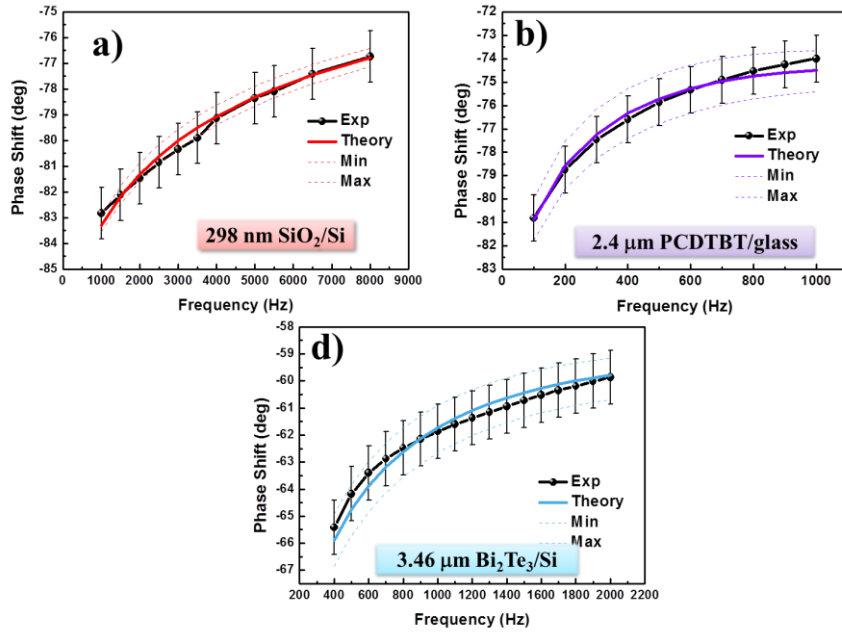 a)
-75
-76
-77
-78
-79
-80
-81
-82
-83
-84
-85
Phase Shift (deg)
Exp
Theory
Min
Max
298 nm SiO₂/Si
0 1000 2000 3000 4000 5000 6000 7000 8000 9000
Frequency (Hz)
b)
-72
-73
-74
-75
-76
-77
-78
-79
-80
-81
-82
-83
Phase Shift (deg)
Exp
Theory
Min
Max
2.4 μm PCDTBT/glass
0 200 400 600 800 1000
Frequency (Hz)
d)
-58
-59
-60
-61
-62
-63
-64
-65
-66
-67
Phase Shift (deg)
Exp
Theory
Min
Max
3.46 μm Bi₂Te₃/Si
200 400 600 800 1000 1200 1400 1600 1800 2000 2200
Frequency (Hz)